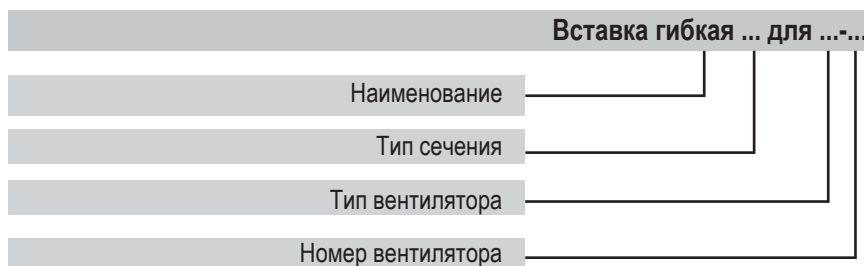 Вставка гибкая ... для ...-...
Наименование
Тип сечения
Тип вентилятора
Номер вентилятора